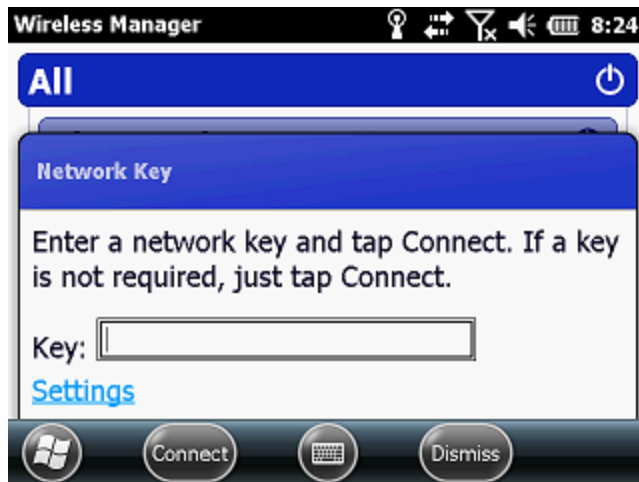 Wireless Manager 8:24
All
Network Key
Enter a network key and tap Connect. If a key
is not required, just tap Connect.
Key:
Settings
Connect Dismiss